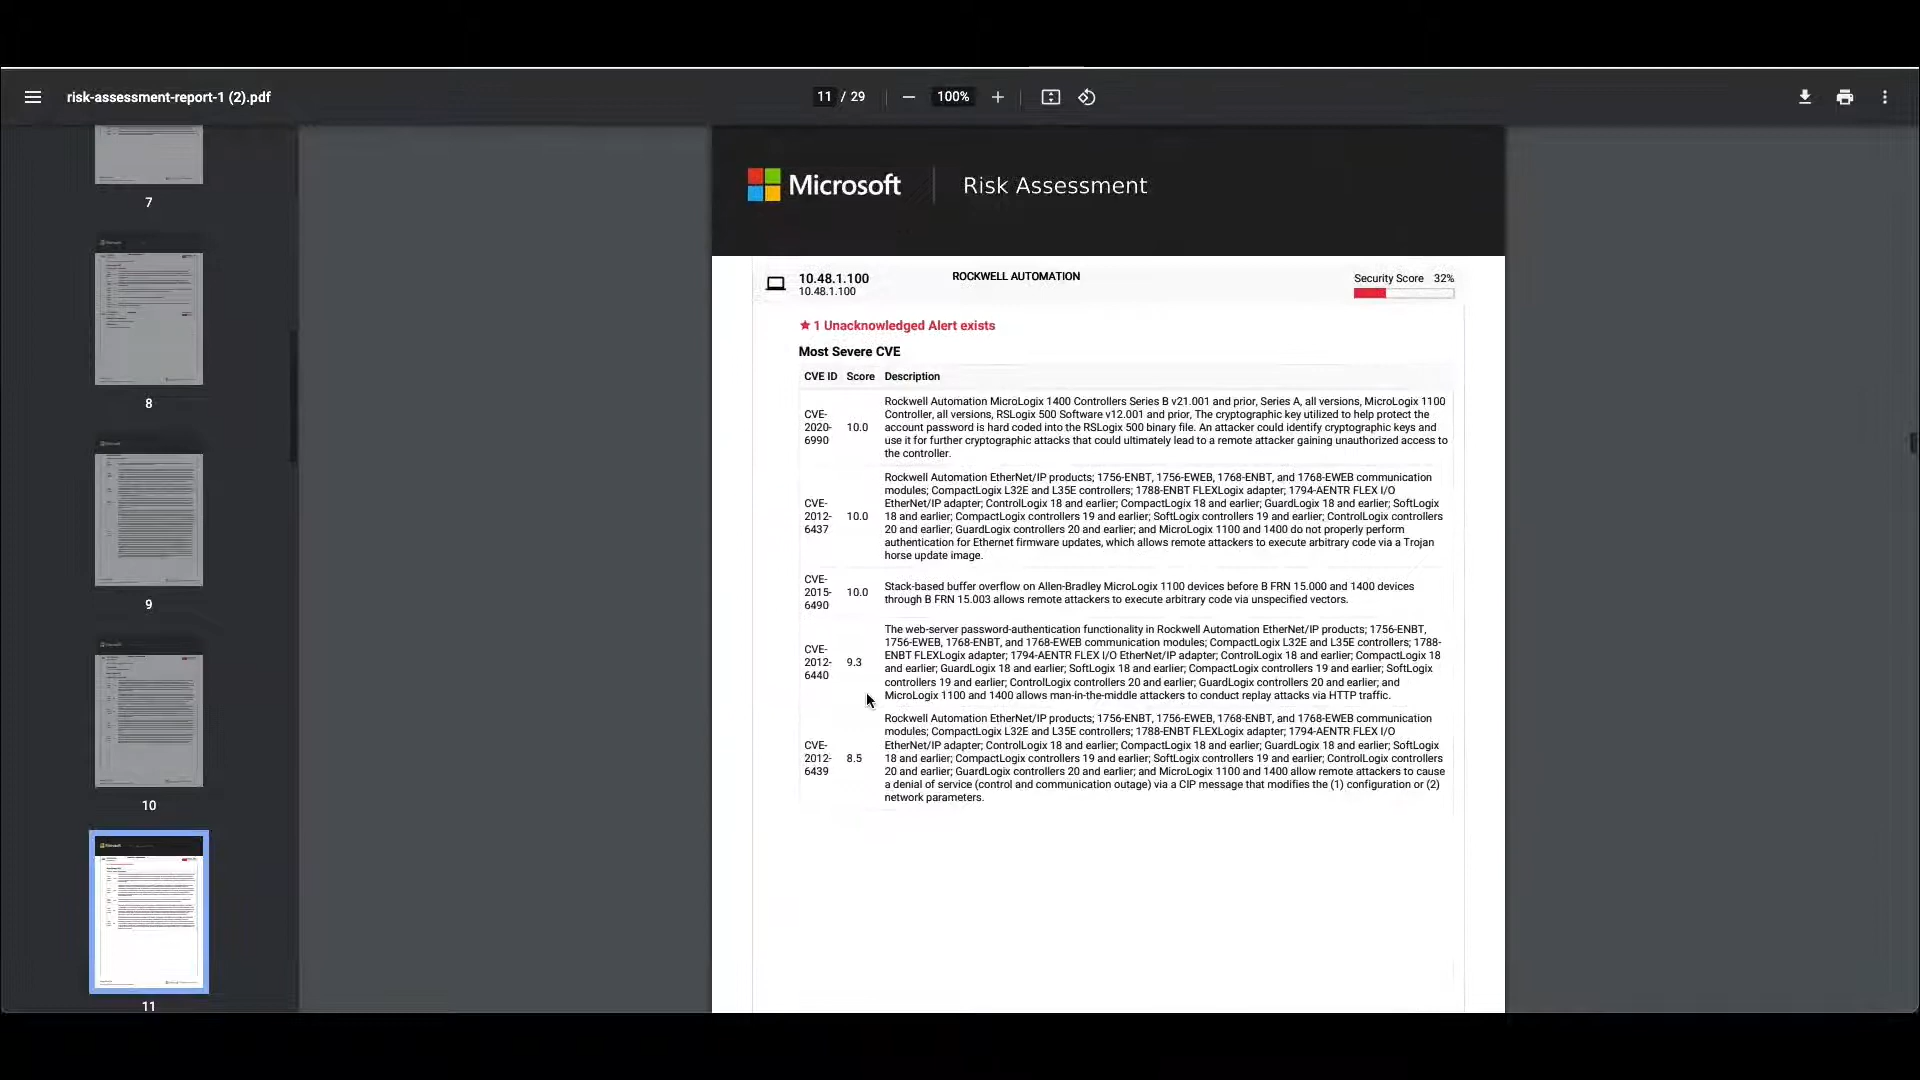 risk-assessment-report-1 (2).pdf
11 / 29
100%
7
8
9
10
11
Microsoft
Risk Assessment
10.48.1.100
10.48.1.100
ROCKWELL AUTOMATION
Security Score 32%
1 Unacknowledged Alert exists
Most Severe CVE
CVE ID Score Description
CVE-
2020-
6990
10.0
Rockwell Automation MicroLogix 1400 Controllers Series B v21.001 and prior, Series A, all versions, MicroLogix 1100
Controller, all versions, RSLogix 500 Software v12.001 and prior, The cryptographic key utilized to help protect the
account password is hard coded into the RSLogix 500 binary file. An attacker could identify cryptographic keys and
use it for further cryptographic attacks that could ultimately lead to a remote attacker gaining unauthorized access to
the controller.
CVE-
2012-
6437
10.0
Rockwell Automation EtherNet/IP products; 1756-ENBT, 1756-EWEB, 1768-ENBT, and 1768-EWEB communication
modules; CompactLogix L32E and L35E controllers; 1788-ENBT FLEXLogix adapter; 1794-AENTR FLEX I/O
EtherNet/IP adapter; ControlLogix 18 and earlier; CompactLogix 18 and earlier; GuardLogix 18 and earlier; SoftLogix
18 and earlier; CompactLogix controllers 19 and earlier; SoftLogix controllers 19 and earlier; ControlLogix controllers
20 and earlier; GuardLogix controllers 20 and earlier; and MicroLogix 1100 and 1400 do not properly perform
authentication for Ethernet firmware updates, which allows remote attackers to execute arbitrary code via a Trojan
horse update image.
CVE-
2015-
6490
10.0
Stack-based buffer overflow on Allen-Bradley MicroLogix 1100 devices before B FRN 15.000 and 1400 devices
through B FRN 15.003 allows remote attackers to execute arbitrary code via unspecified vectors.
CVE-
2012-
6440
9.3
The web-server password-authentication functionality in Rockwell Automation EtherNet/IP products; 1756-ENBT,
1756-EWEB, 1768-ENBT, and 1768-EWEB communication modules; CompactLogix L32E and L35E controllers; 1788-
ENBT FLEXLogix adapter; 1794-AENTR FLEX I/O EtherNet/IP adapter; ControlLogix 18 and earlier; CompactLogix 18
and earlier; GuardLogix 18 and earlier; SoftLogix 18 and earlier; CompactLogix controllers 19 and earlier; SoftLogix
controllers 19 and earlier; ControlLogix controllers 20 and earlier; GuardLogix controllers 20 and earlier; and
MicroLogix 1100 and 1400 allows man-in-the-middle attackers to conduct replay attacks via HTTP traffic.
CVE-
2012-
6439
8.5
Rockwell Automation EtherNet/IP products; 1756-ENBT, 1756-EWEB, 1768-ENBT, and 1768-EWEB communication
modules; CompactLogix L32E and L35E controllers; 1788-ENBT FLEXLogix adapter; 1794-AENTR FLEX I/O
EtherNet/IP adapter; ControlLogix 18 and earlier; CompactLogix 18 and earlier; GuardLogix 18 and earlier; SoftLogix
18 and earlier; CompactLogix controllers 19 and earlier; SoftLogix controllers 19 and earlier; ControlLogix controllers
20 and earlier; GuardLogix controllers 20 and earlier; and MicroLogix 1100 and 1400 allow remote attackers to cause
a denial of service (control and communication outage) via a CIP message that modifies the (1) configuration or (2)
network parameters.